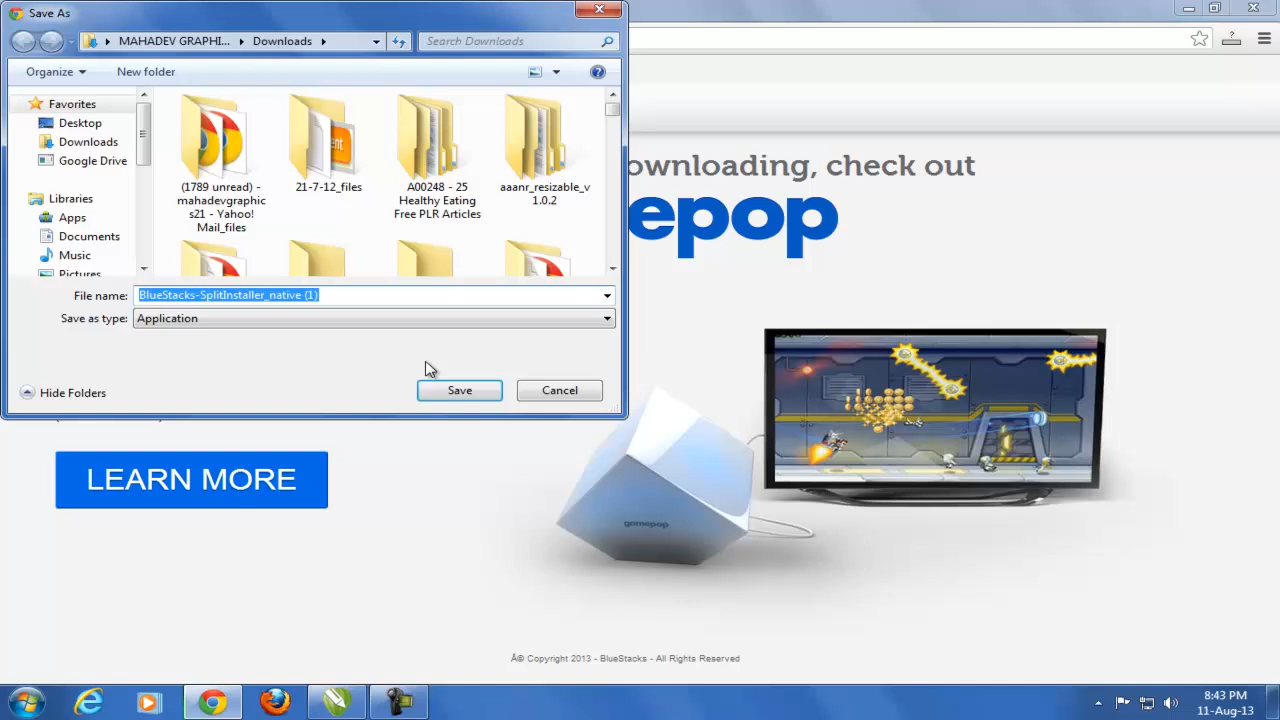 Save As
MAHADEV GRAPHI...
Downloads
Search Downloads
Organize
New folder
Favorites
Desktop
Downloads
Google Drive
Libraries
Apps
Documents
Music
Pictures
(1789 unread) -
mahadevgraphic
s21 - Yahoo!
Mail_files
21-7-12_files
A00248 - 25
Healthy Eating
Free PLR Articles
aaanr_resizable_v
1.0.2
File name:
BlueStacks-SplitInstaller_native (1)
Save as type:
Application
Hide Folders
Save
Cancel
ownloading, check out
epop
LEARN MORE
gamepop
Â© Copyright 2013 - BlueStacks - All Rights Reserved
8:43 PM
11-Aug-13